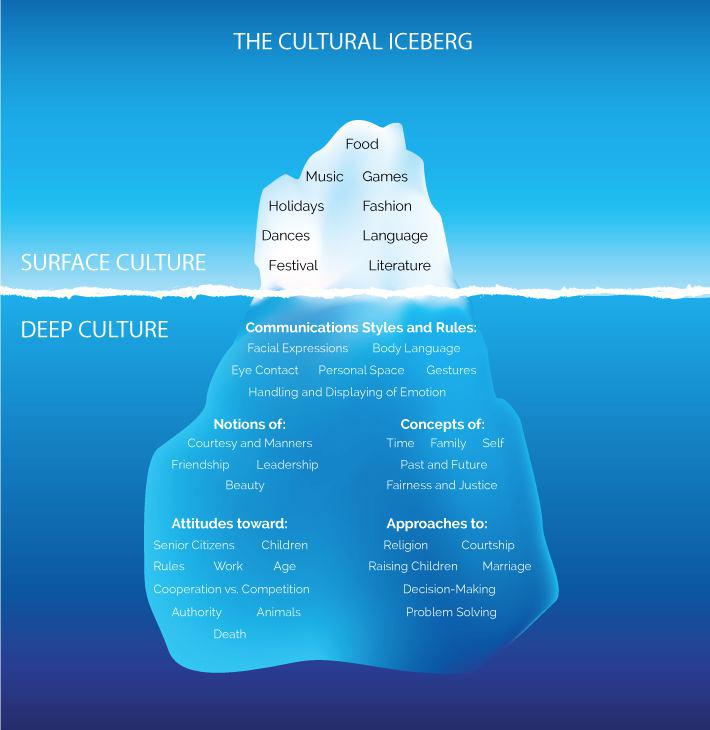 THE CULTURAL ICEBERG
Food
Music Games
Holidays Fashion
Dances Language
SURFACE CULTURE
Festival Literature
DEEP CULTURE
Communications Styles and Rules:
Facial Expressions Body Language
Eye Contact Personal Space Gestures
Handling and Displaying of Emotion
Notions of:
Courtesy and Manners
Friendship Leadership
Beauty
Concepts of:
Time Family Self
Past and Future
Fairness and Justice
Attitudes toward:
Senior Citizens Children
Rules Work Age
Cooperation vs. Competition
Authority Animals
Death
Approaches to:
Religion Courtship
Raising Children Marriage
Decision-Making
Problem Solving